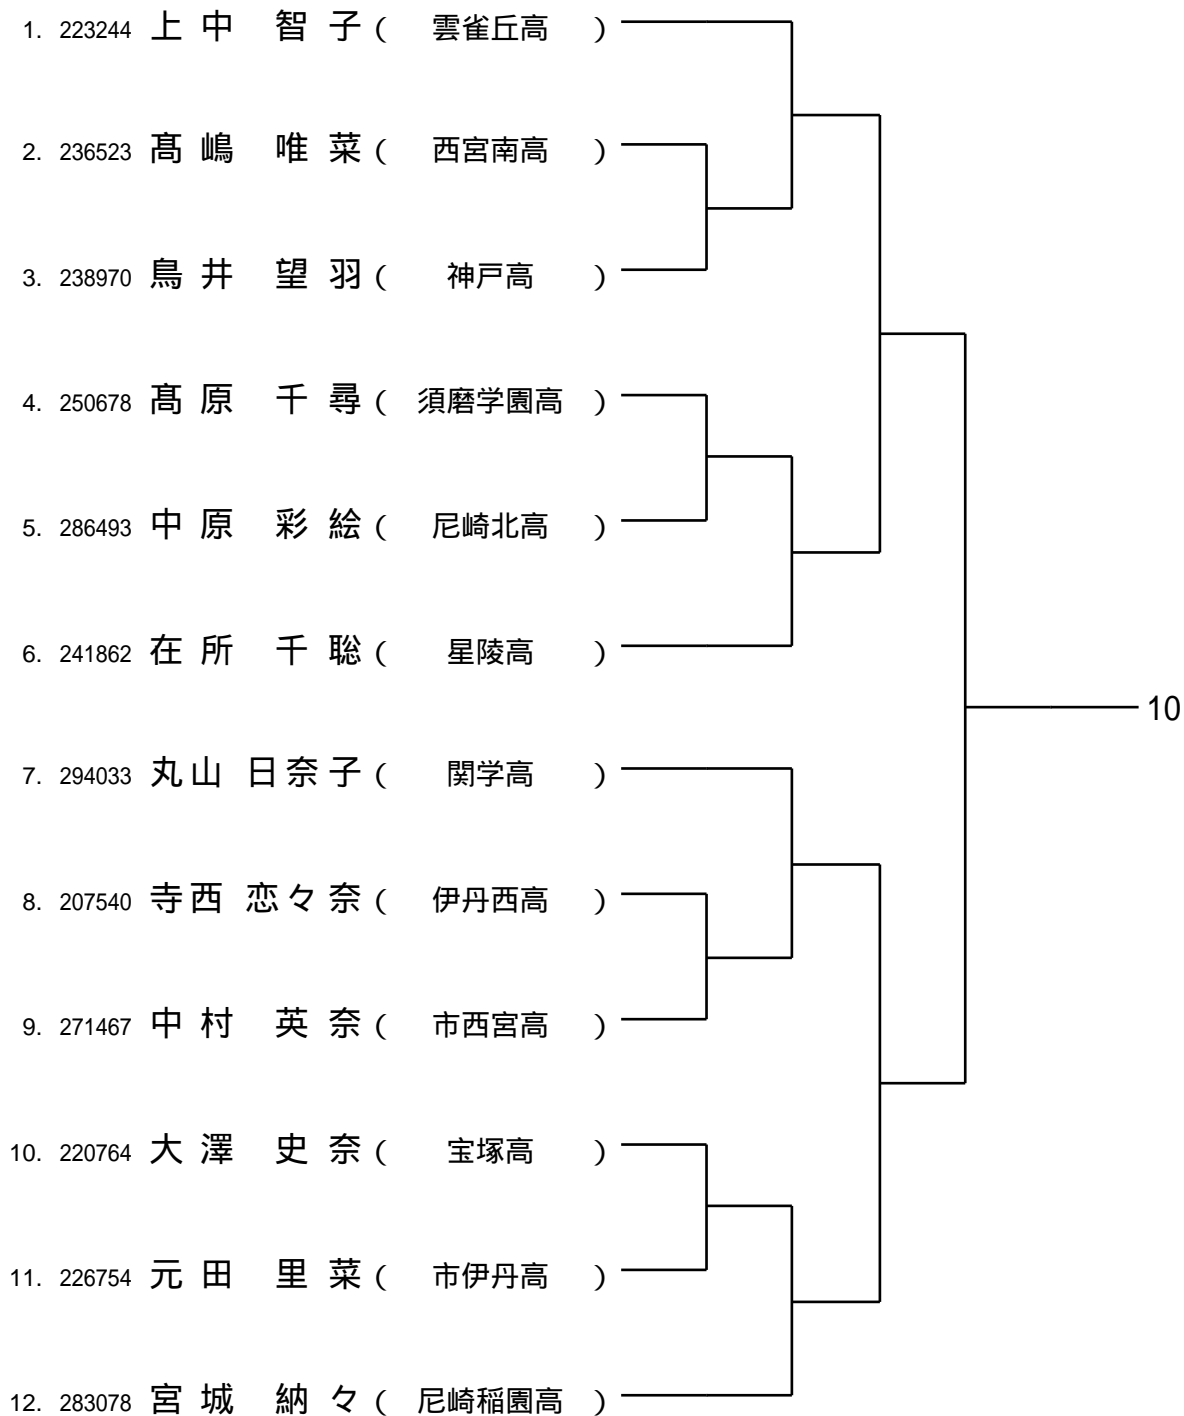 1. 223244 上中 智子 ( 雲雀丘高 )
2. 236523 髙嶋 唯菜 ( 西宮南高 )
3. 238970 鳥井 望羽 ( 神戸高 )
4. 250678 髙原 千尋 ( 須磨学園高 )
5. 286493 中原 彩絵 ( 尼崎北高 )
6. 241862 在所 千聡 ( 星陵高 )
10
7. 294033 丸山 日奈子 ( 関学高 )
8. 207540 寺西 恋々奈 ( 伊丹西高 )
9. 271467 中村 英奈 ( 市西宮高 )
10. 220764 大澤 史奈 ( 宝塚高 )
11. 226754 元田 里菜 ( 市伊丹高 )
12. 283078 宮城 納々 ( 尼崎稲園高 )